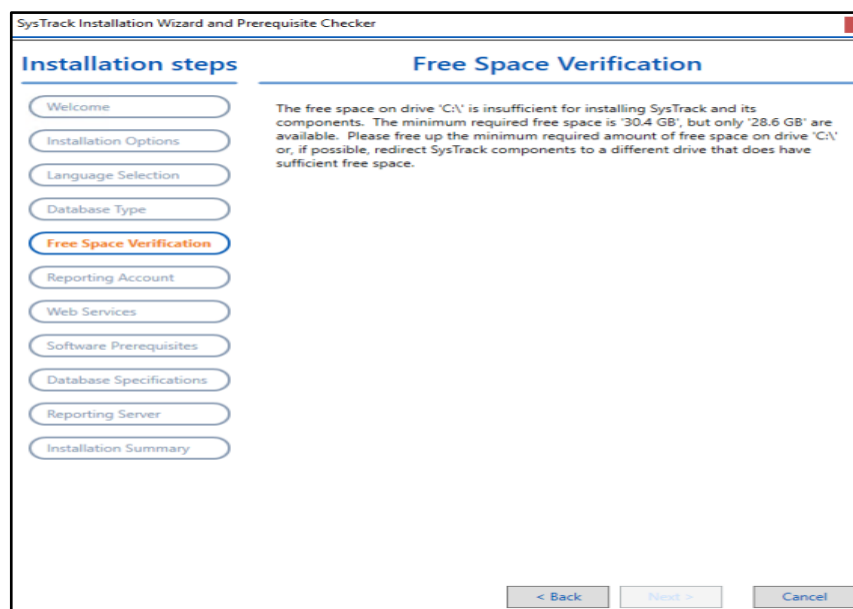 SysTrack Installation Wizard and Prerequisite Checker
Installation steps
Welcome
Installation Options
Language Selection
Database Type
Free Space Verification
Reporting Account
Web Services
Software Prerequisites
Database Specifications
Reporting Server
Installation Summary
Free Space Verification
The free space on drive 'C:\' is insufficient for installing SysTrack and its
components. The minimum required free space is '30.4 GB', but only '28.6 GB' are
available. Please free up the minimum required amount of free space on drive 'C:\'
or, if possible, redirect SysTrack components to a different drive that does have
sufficient free space.
< Back
Next >
Cancel